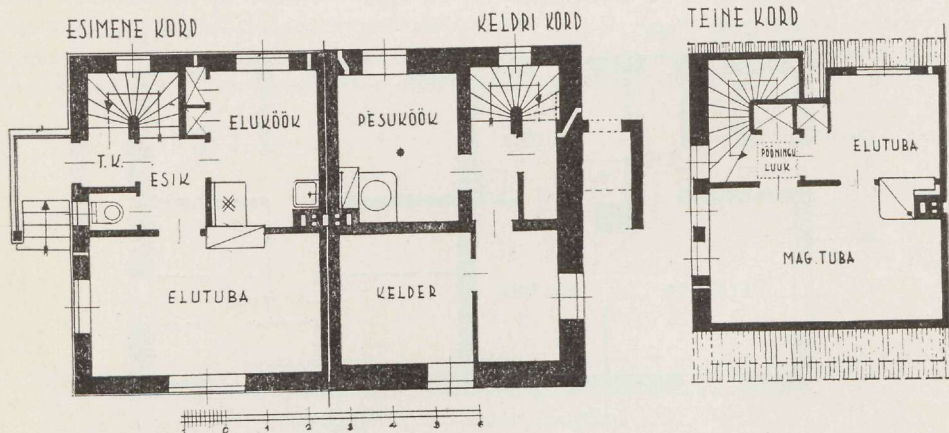 ESIMENE KORD
KELDRI KORD
TEINE KORD
ELUKÖÖK
PESUKÖÖK
T.K.
ESIK
ELUTUBA
KELDER
PÖÖNINGU
LUUK
ELUTUBA
MAG.TUBA
1 0 1 2 3 4 5 6